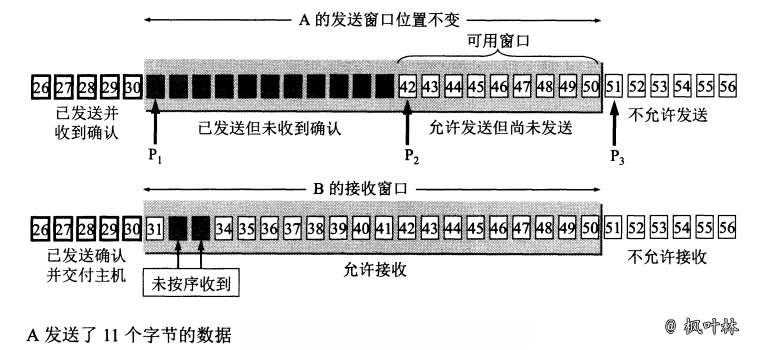 A 的发送窗口位置不变
可用窗口
26 27 28 29 30 42 43 44 45 46 47 48 49 50 51 52 53 54 55 56
已发送并
收到确认
已发送但未收到确认
允许发送但尚未发送
不允许发送
P1
P2
P3
B 的接收窗口
26 27 28 29 30 31 34 35 36 37 38 39 40 41 42 43 44 45 46 47 48 49 50 51 52 53 54 55 56
已发送确认
并交付主机
未按序收到
允许接收
不允许接收
A 发送了 11 个字节的数据
@ 枫叶林